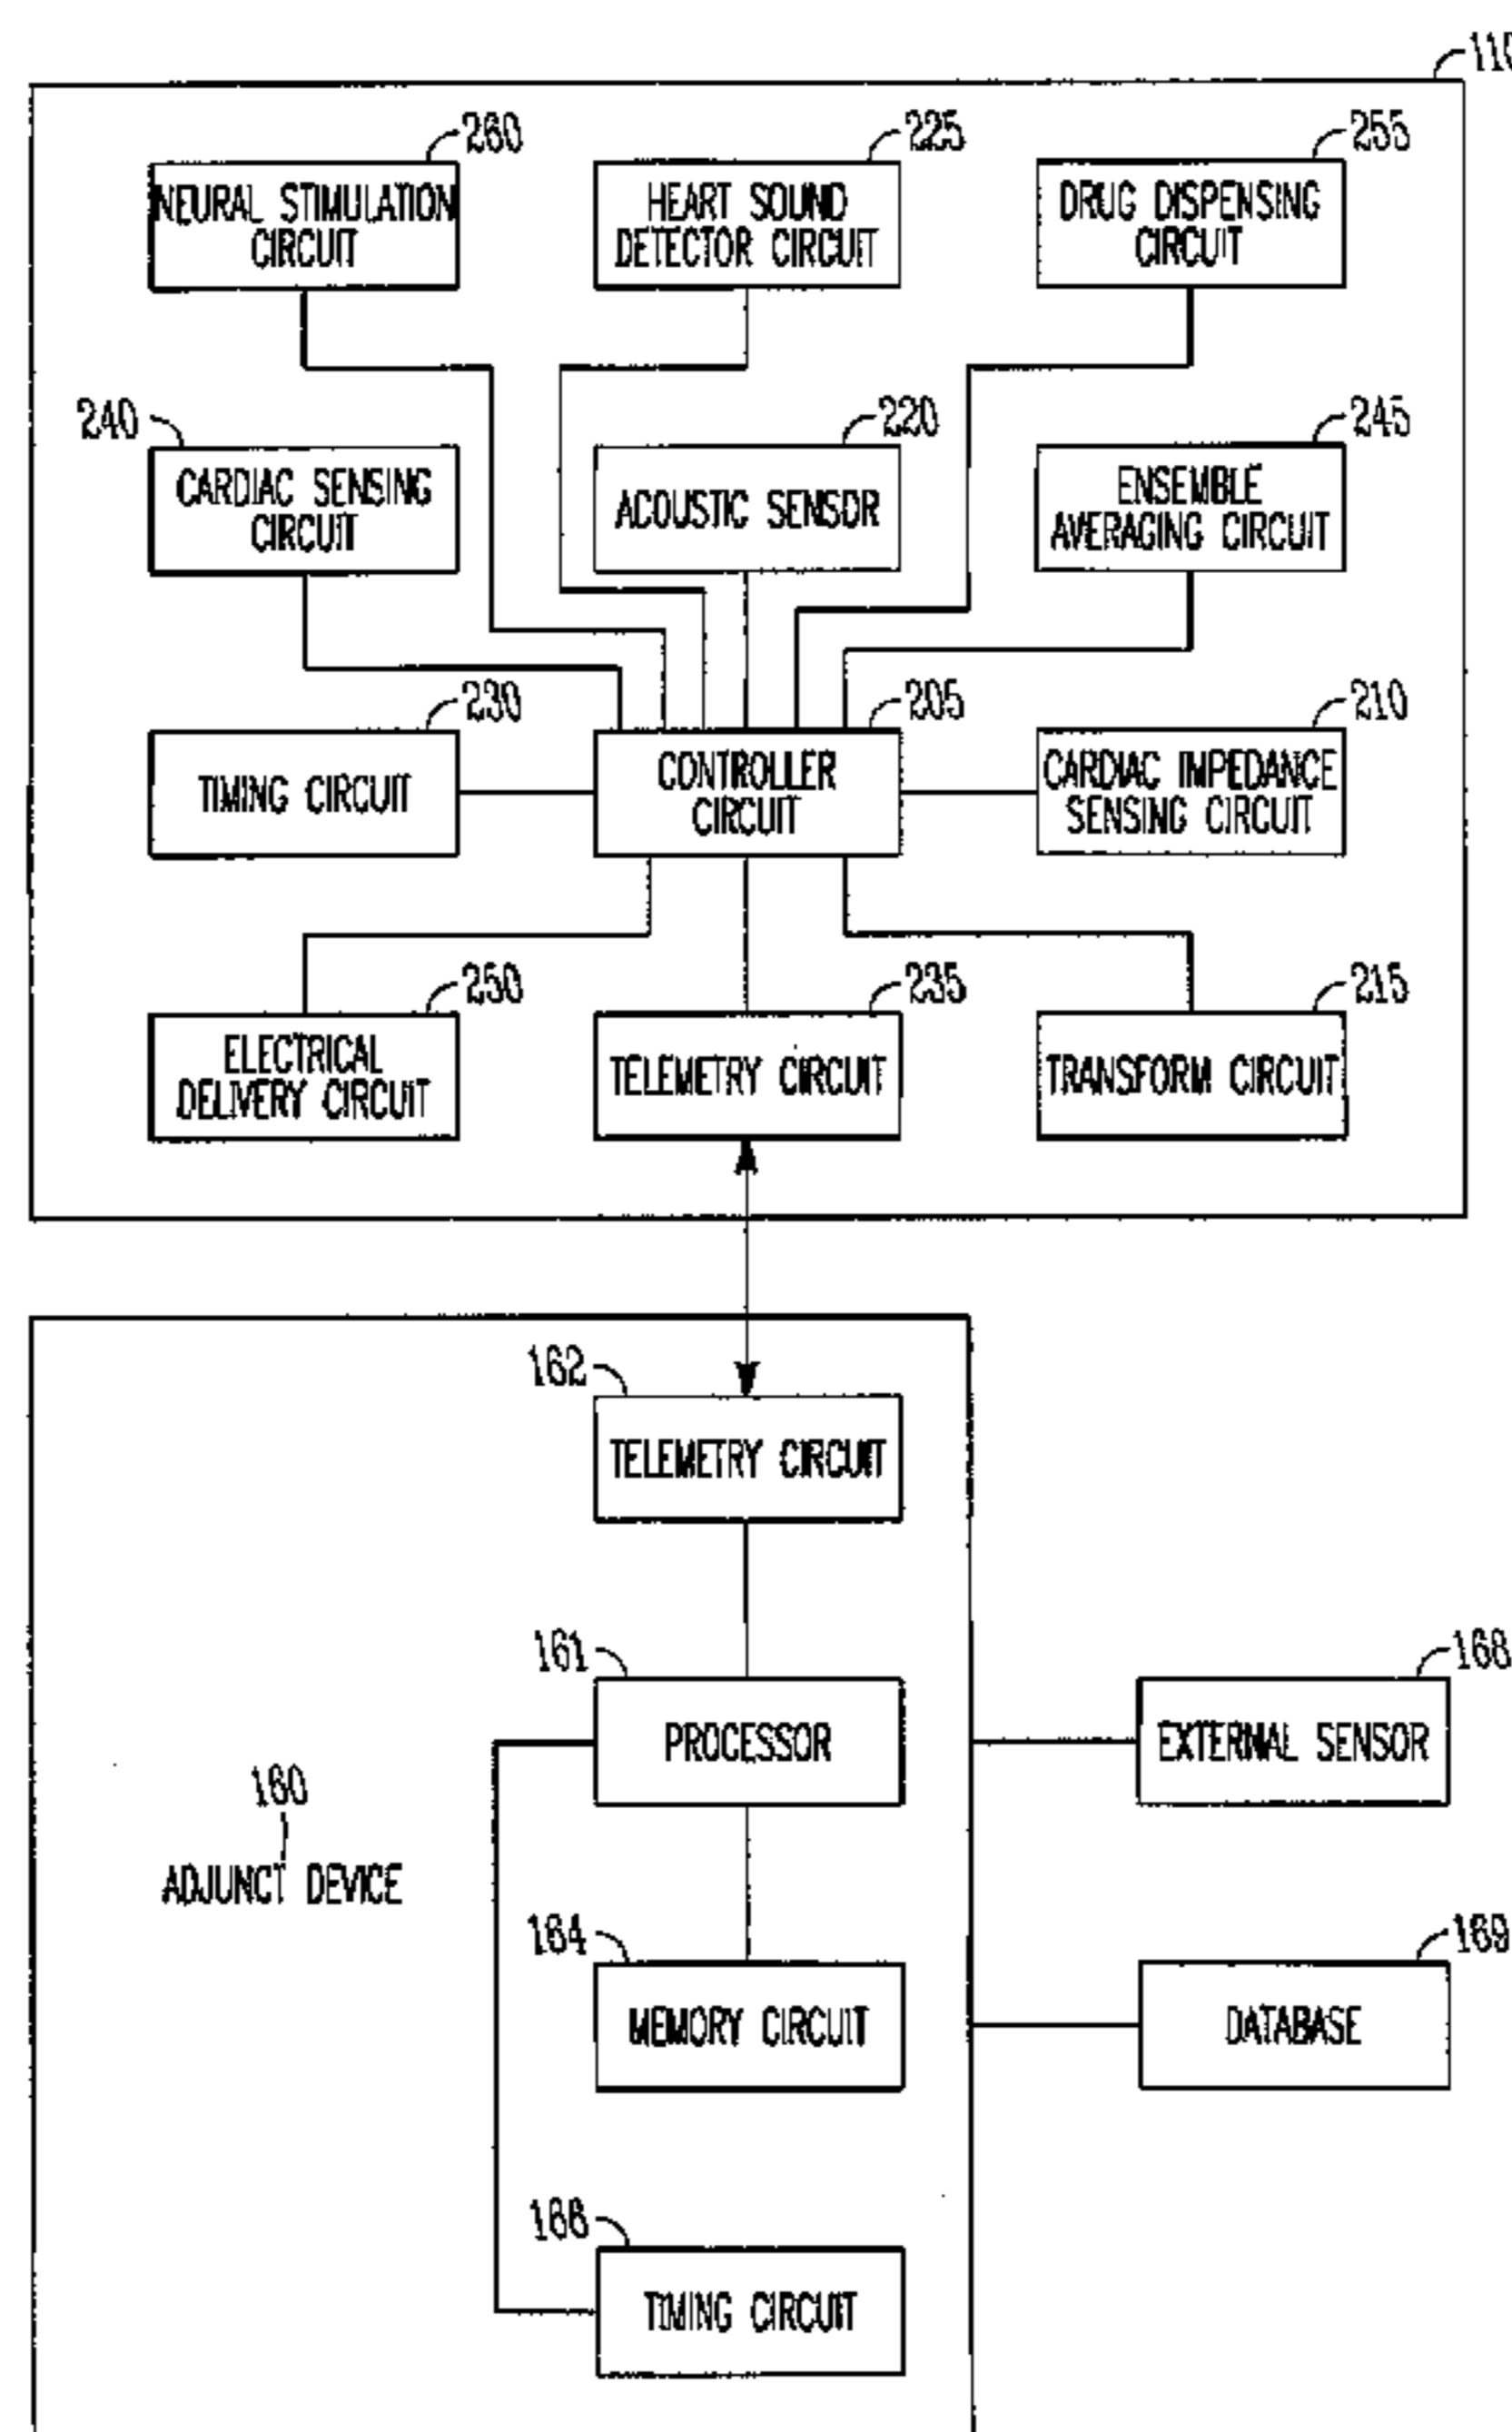 110
260
NEURAL STIMULATION
CIRCUIT
225
HEART SOUND
DETECTOR CIRCUIT
255
DRUG DISPENSING
CIRCUIT
240
CARDIAC SENSING
CIRCUIT
220
ACOUSTIC SENSOR
245
ENSEMBLE
AVERAGING CIRCUIT
230
TIMING CIRCUIT
205
CONTROLLER
CIRCUIT
210
CARDIAC IMPEDANCE
SENSING CIRCUIT
250
ELECTRICAL
DELIVERY CIRCUIT
235
TELEMETRY CIRCUIT
215
TRANSFORM CIRCUIT
162
TELEMETRY CIRCUIT
161
PROCESSOR
168
EXTERNAL SENSOR
160
ADJUNCT DEVICE
164
MEMORY CIRCUIT
169
DATABASE
166
TIMING CIRCUIT